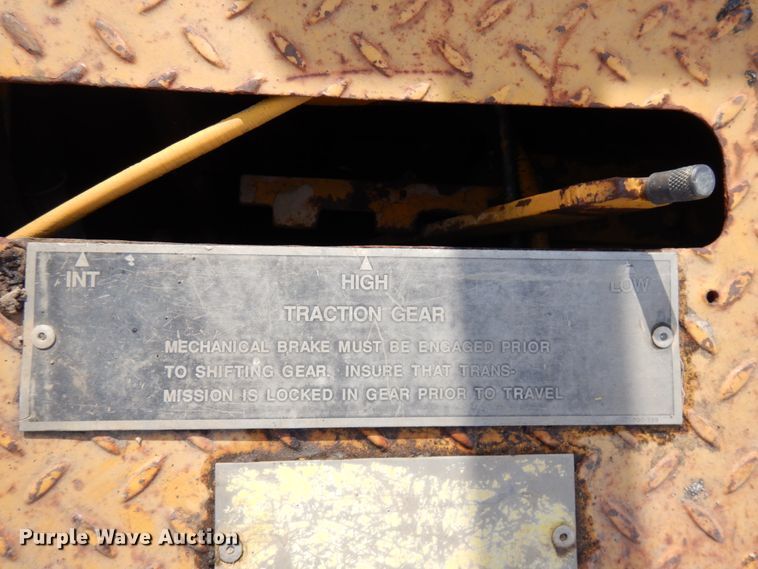 INT HIGH LOW
TRACTION GEAR
MECHANICAL BRAKE MUST BE ENGAGED PRIOR
TO SHIFTING GEAR. INSURE THAT TRANS-
MISSION IS LOCKED IN GEAR PRIOR TO TRAVEL
Purple Wave Auction